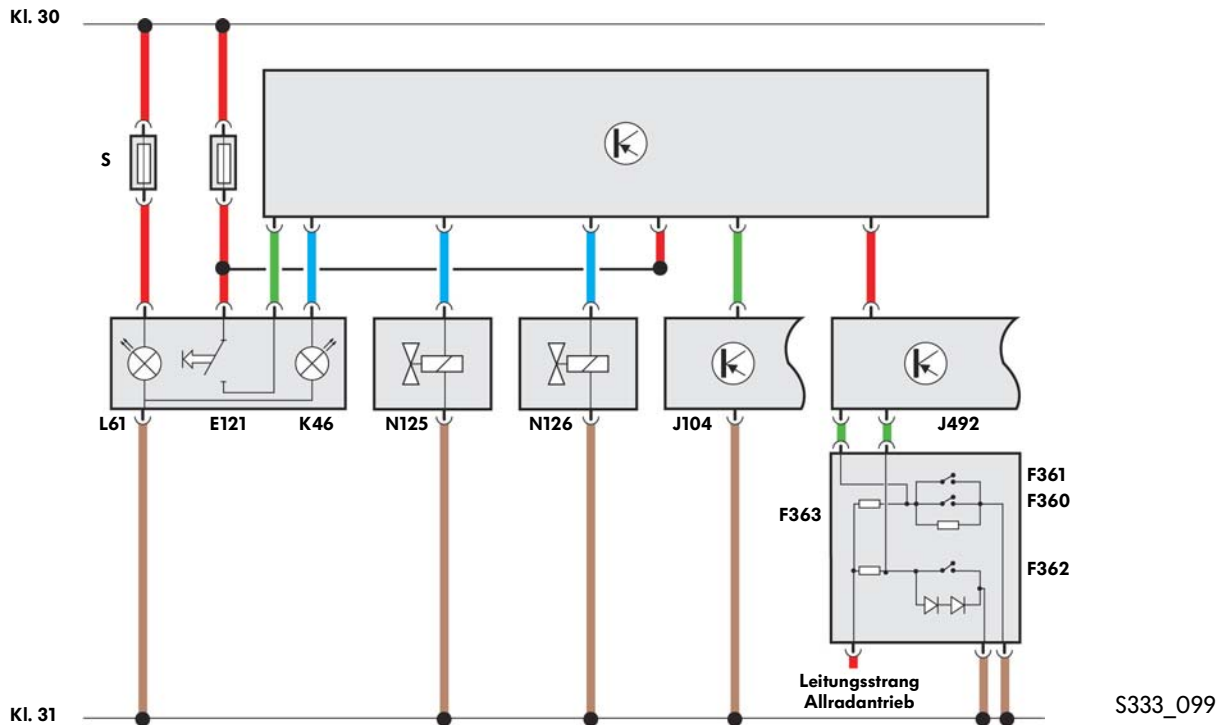 Kl. 30
S
L61 E121 K46 N125 N126 J104 J492
F361
F360
F363
F362
Leitungsstrang
Allradantrieb
S333_099
Kl. 31